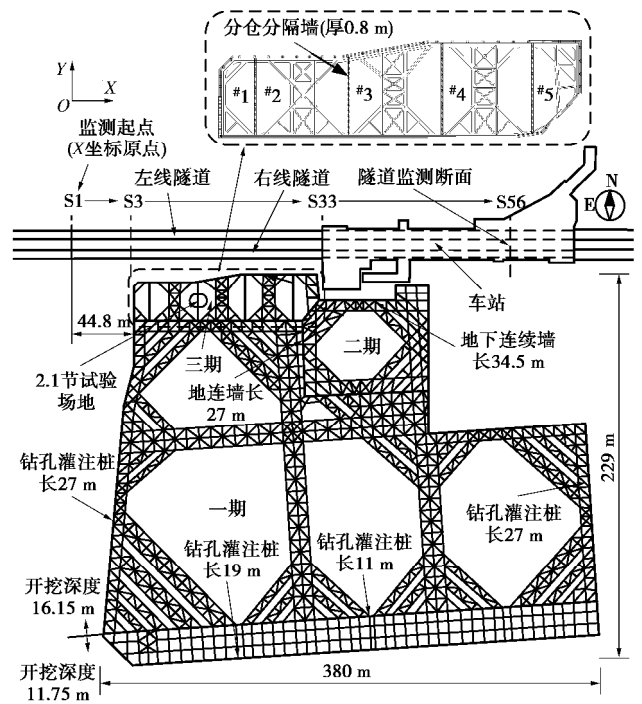 分仓分隔墙(厚0.8 m)
#1
#2
#3
#4
#5
Y
X
O
监测起点
(X坐标原点)
左线隧道
右线隧道
隧道监测断面
S1
S3
S33
S56
N
E
车站
44.8 m
三期
二期
地下连续墙
长34.5 m
2.1节试验
场地
地连墙长
27 m
钻孔灌注桩
长27 m
一期
钻孔灌注桩
长19 m
钻孔灌注桩
长11 m
钻孔灌注桩
长27 m
229 m
开挖深度
16.15 m
开挖深度
11.75 m
380 m